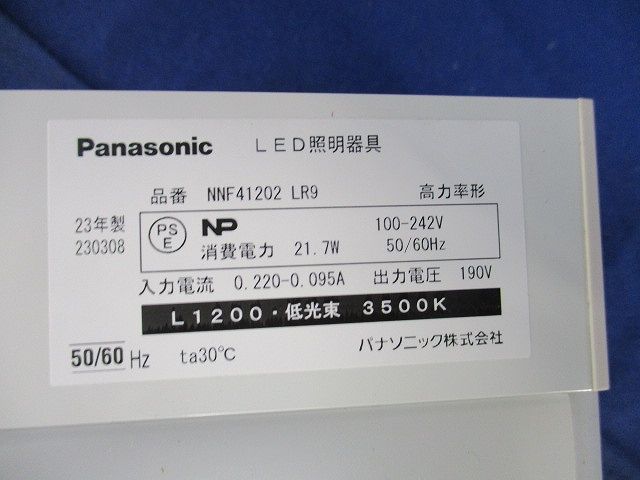 Panasonic LED照明器具
品番 NNF41202 LR9 高力率形
23年製
230308
PS
E
NP 100-242V
消費電力 21.7W 50/60Hz
入力電流 0.220-0.095A 出力電圧 190V
L1200・低光束 3500K
50/60 Hz ta30℃ パナソニック株式会社